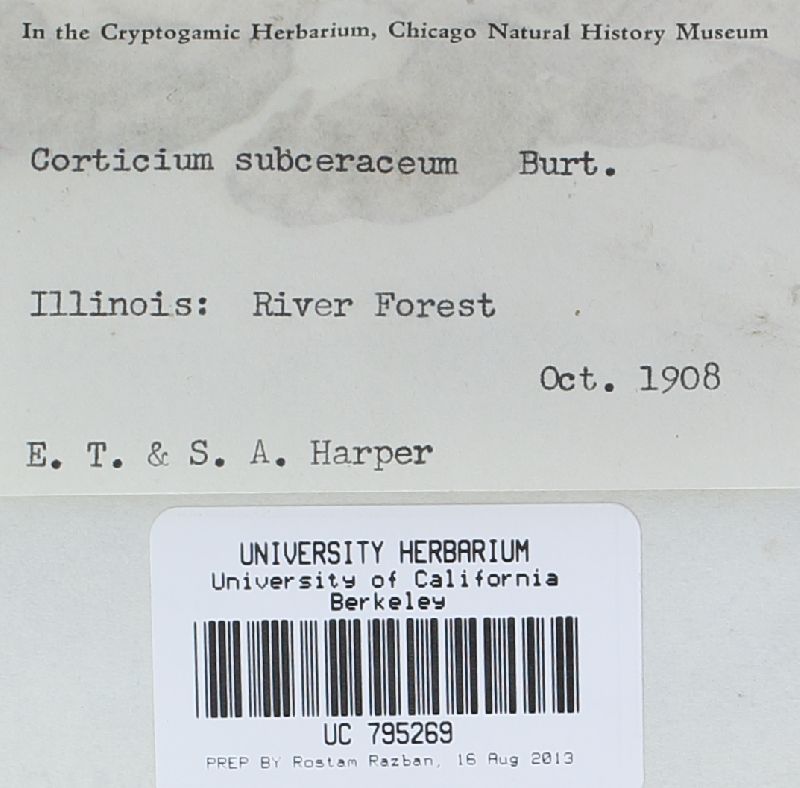 In the Cryptogamic Herbarium, Chicago Natural History Museum
Corticium subceraceum Burt.
Illinois: River Forest
Oct. 1908
E. T. & S. A. Harper
UNIVERSITY HERBARIUM
University of California
Berkeley
UC 795269
PREP BY Rostam Razban, 16 Aug 2013